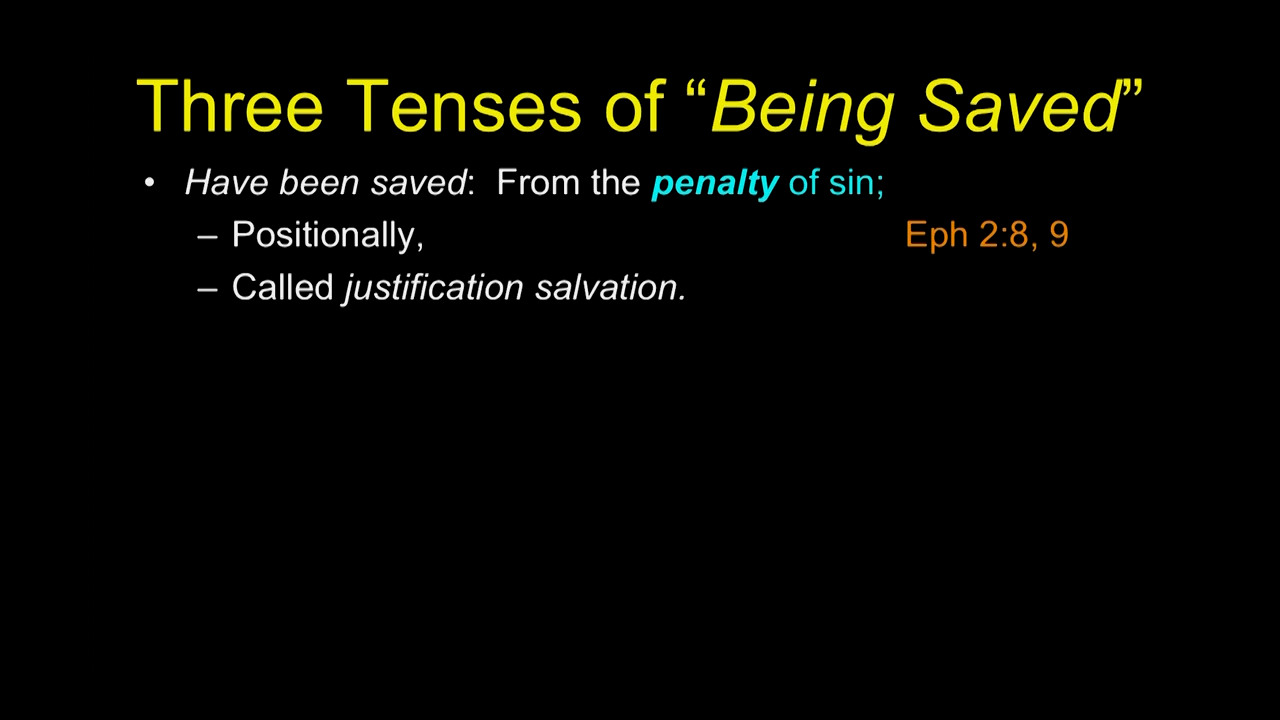 Three Tenses of “Being Saved”
• Have been saved: From the penalty of sin;
– Positionally, Eph 2:8, 9
– Called justification salvation.